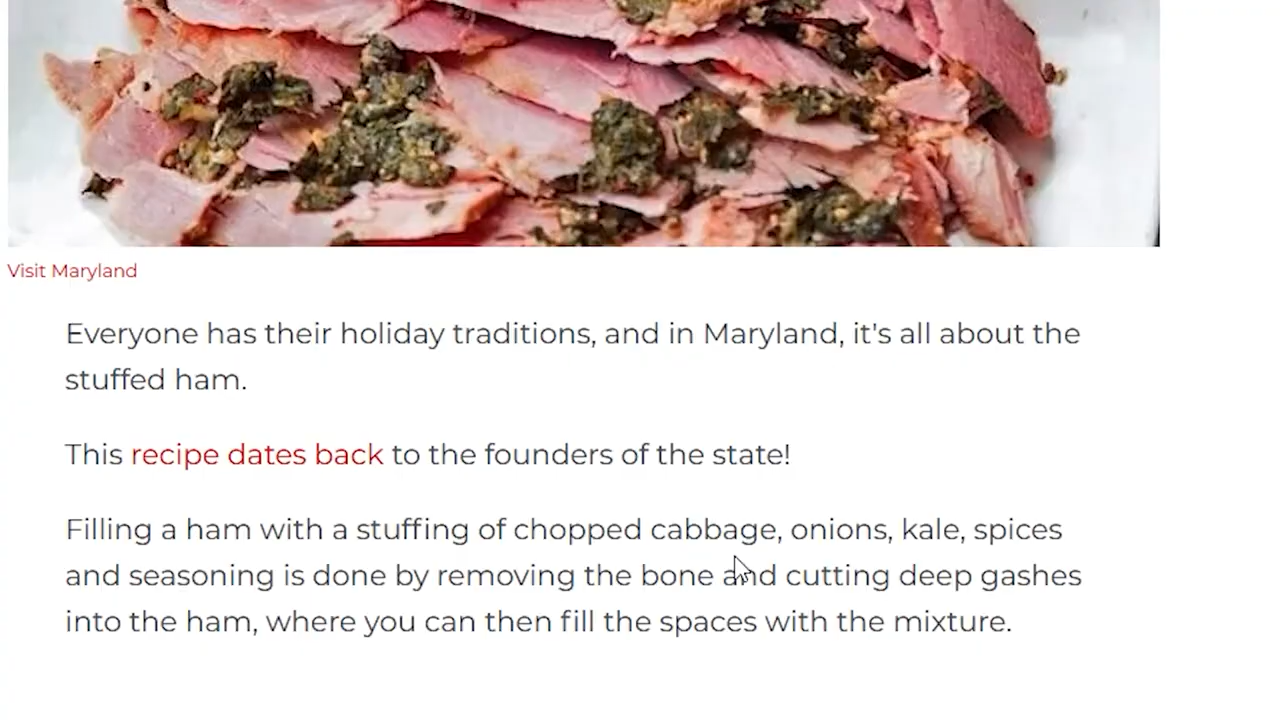 Visit Maryland
Everyone has their holiday traditions, and in Maryland, it's all about the
stuffed ham.
This recipe dates back to the founders of the state!
Filling a ham with a stuffing of chopped cabbage, onions, kale, spices
and seasoning is done by removing the bone and cutting deep gashes
into the ham, where you can then fill the spaces with the mixture.